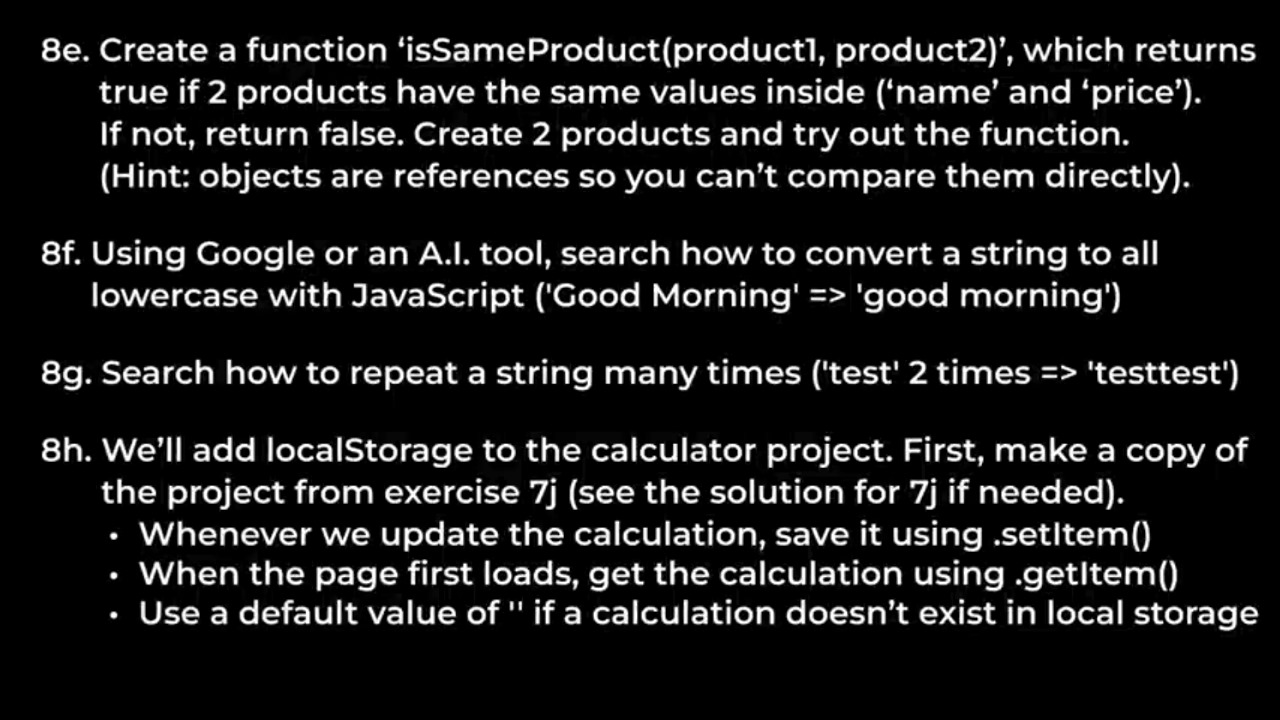 8e. Create a function ‘isSameProduct(product1, product2)’, which returns
true if 2 products have the same values inside (‘name’ and ‘price’).
If not, return false. Create 2 products and try out the function.
(Hint: objects are references so you can’t compare them directly).
8f. Using Google or an A.I. tool, search how to convert a string to all
lowercase with JavaScript ('Good Morning' => 'good morning')
8g. Search how to repeat a string many times ('test' 2 times => 'testtest')
8h. We’ll add localStorage to the calculator project. First, make a copy of
the project from exercise 7j (see the solution for 7j if needed).
• Whenever we update the calculation, save it using .setItem()
• When the page first loads, get the calculation using .getItem()
• Use a default value of '' if a calculation doesn’t exist in local storage